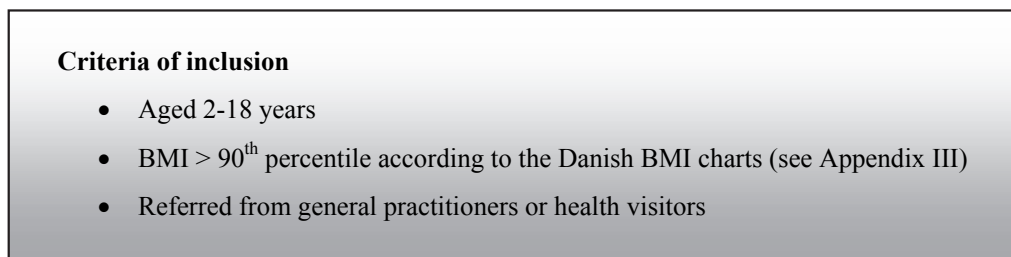 Criteria of inclusion
• Aged 2-18 years
• BMI > 90th percentile according to the Danish BMI charts (see Appendix III)
• Referred from general practitioners or health visitors